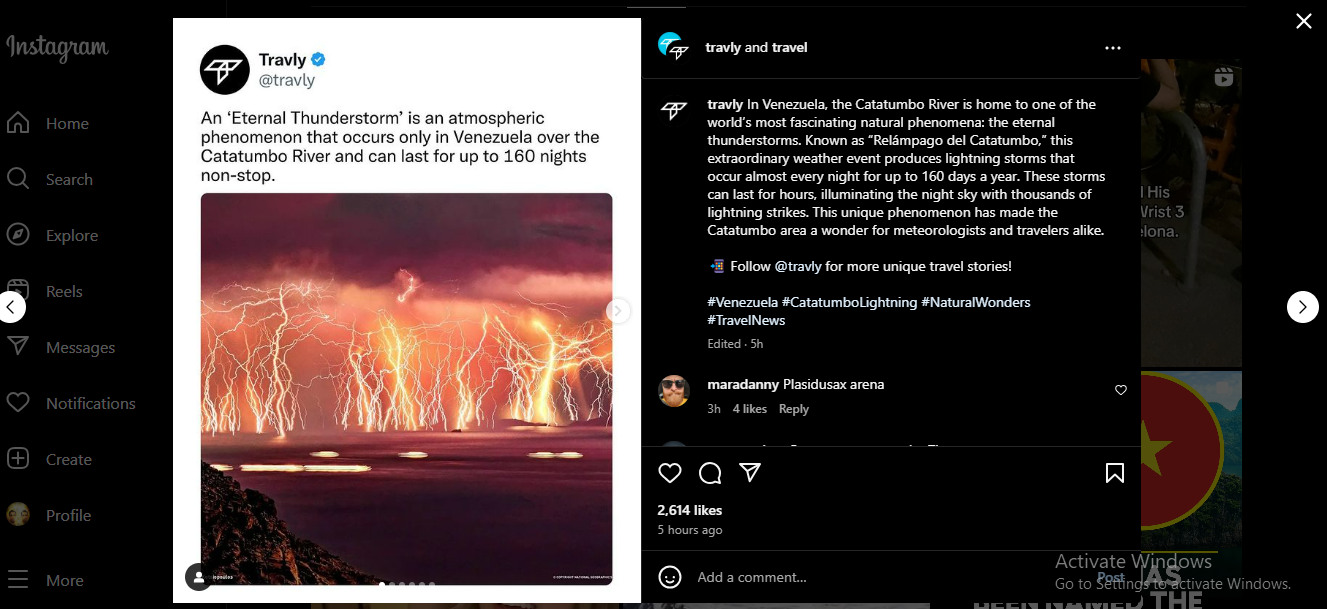 Instagram
Home
Search
Explore
Reels
Messages
Notifications
Create
Profile
More
Travly
@travly
An ‘Eternal Thunderstorm’ is an atmospheric
phenomenon that occurs only in Venezuela over the
Catatumbo River and can last for up to 160 nights
non-stop.
travly and travel
travly In Venezuela, the Catatumbo River is home to one of the
world’s most fascinating natural phenomena: the eternal
thunderstorms. Known as “Relámpago del Catatumbo,” this
extraordinary weather event produces lightning storms that
occur almost every night for up to 160 days a year. These storms
can last for hours, illuminating the night sky with thousands of
lightning strikes. This unique phenomenon has made the
Catatumbo area a wonder for meteorologists and travelers alike.
Follow @travly for more unique travel stories!
#Venezuela #CatatumboLightning #NaturalWonders
#TravelNews
Edited · 5h
maradanny Plasidusax arena
3h 4 likes Reply
2,614 likes
5 hours ago
Add a comment...
Post
His
Wrist 3
Activate Windows
Go to Settings to activate Windows.
AS
NAMED THE